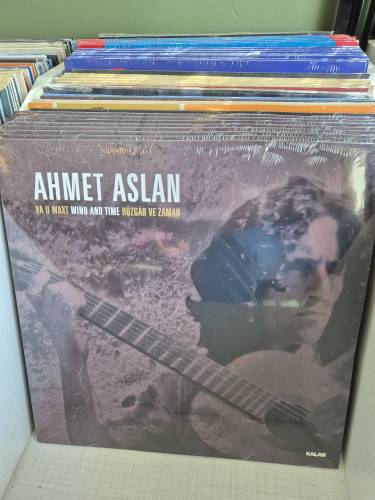 AHMET ASLAN
VA U WAXT WIND AND TIME RÜZGÂR VE ZAMAN
KALAN